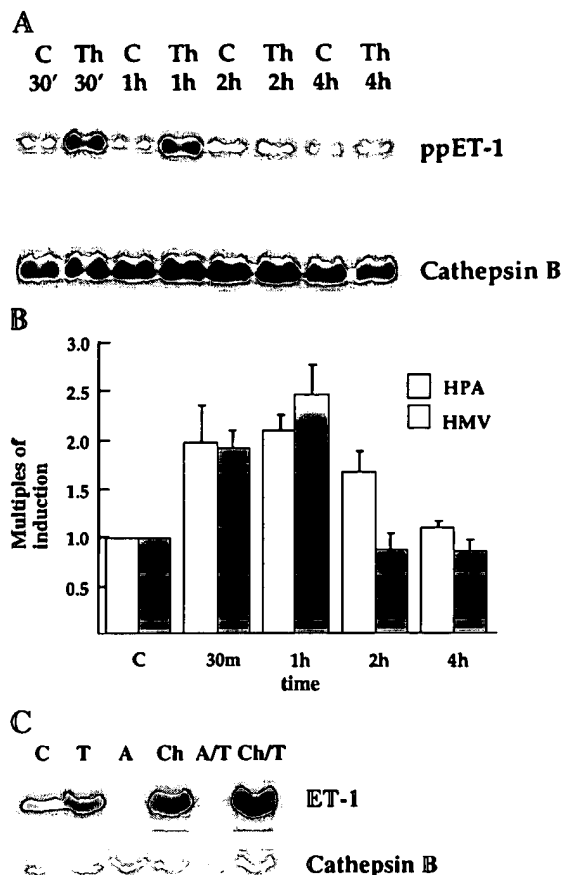 A
C Th C Th C Th C Th
30' 30' 1h 1h 2h 2h 4h 4h
ppET-1
Cathepsin B
B
3.0
2.5
2.0
1.5
1.0
0.5
Multiples of
induction
HPA
HMV
C 30m 1h 2h 4h
time
C
C T A Ch A/T Ch/T
ET-1
Cathepsin B